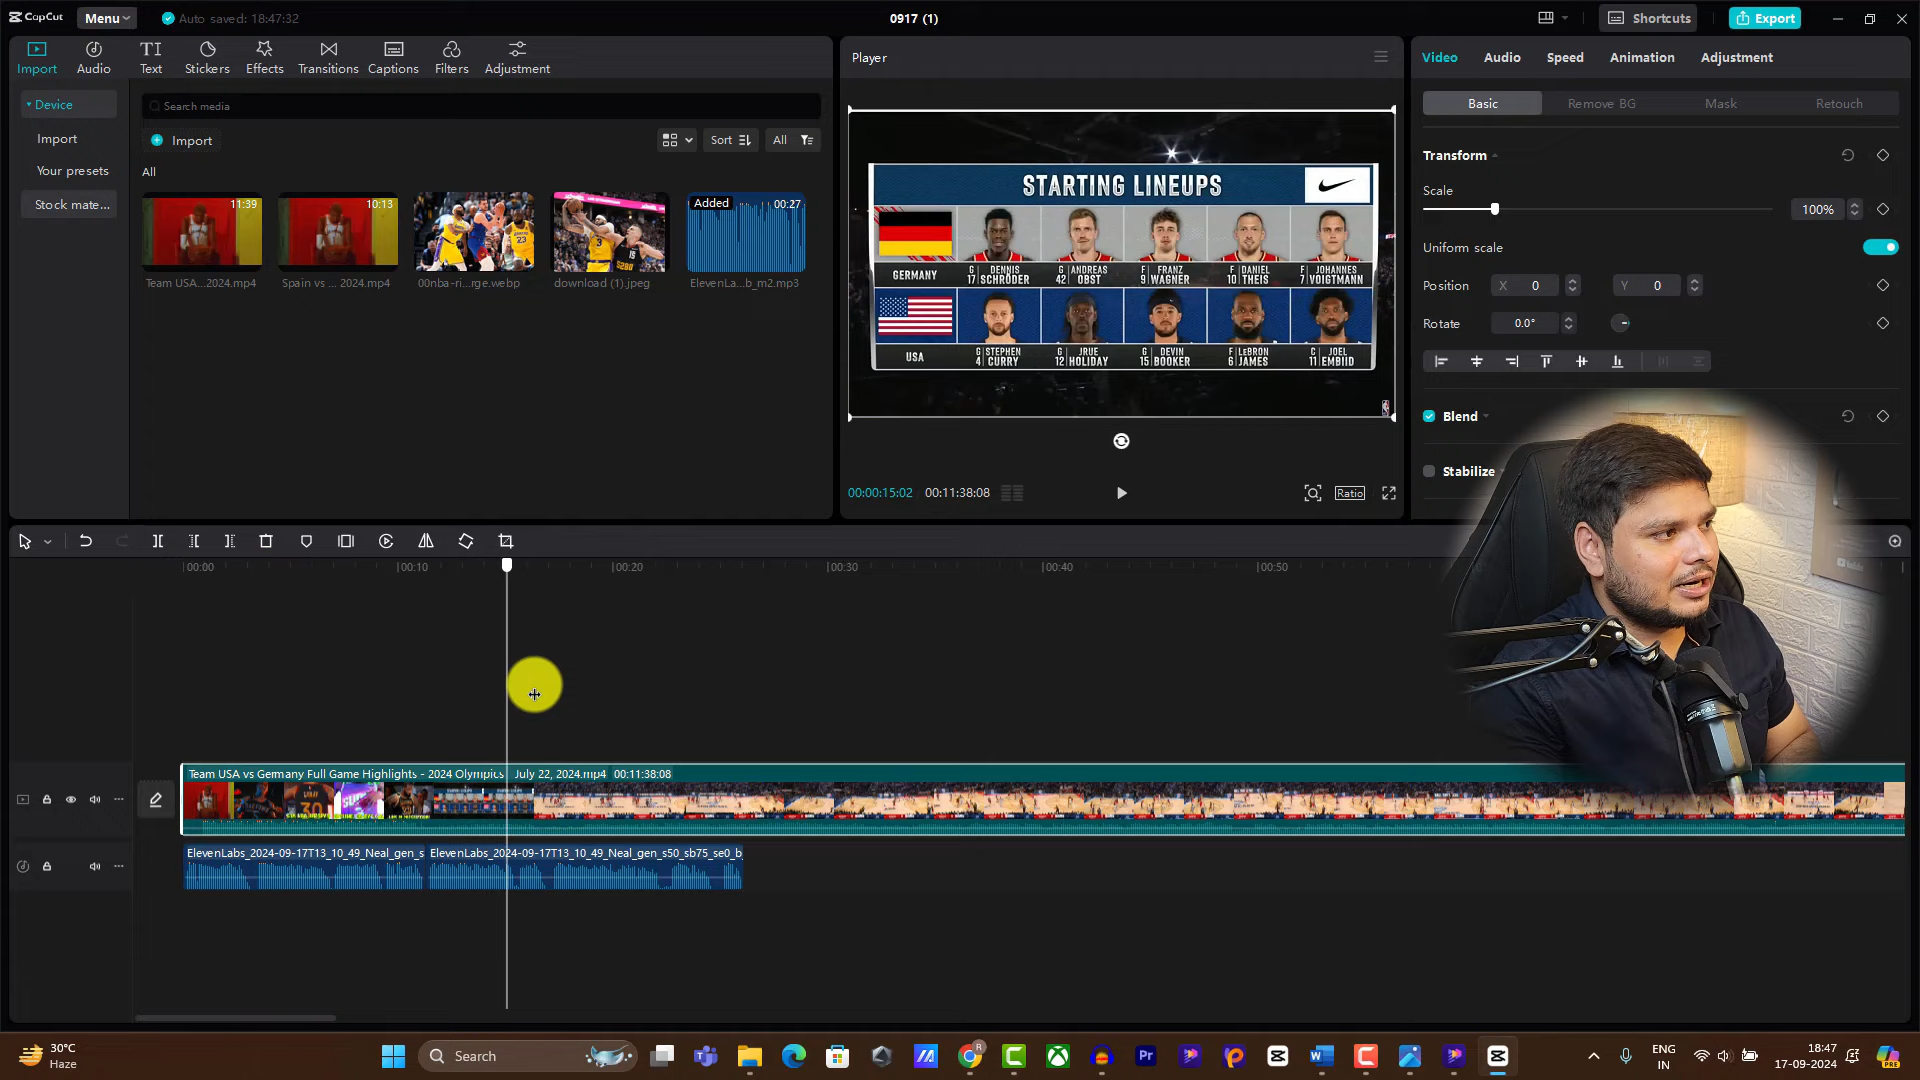 CapCut
Menu
Auto saved: 18:47:32
0917 (1)
Shortcuts
Export
Import
Audio
Text
Stickers
Effects
Transitions
Captions
Filters
Adjustment
Device
Import
Your presets
Stock mate...
Search media
Import
Sort
All
All
11:39
10:13
Added
00:27
Team USA...2024.mp4
Spain vs ... 2024.mp4
00nba-ri...rge.webp
download (1).jpeg
ElevenLa...b_m2.mp3
Player
STARTING LINEUPS
GERMANY
G DENNIS
17 SCHRÖDER
G ANDREAS
42 OBST
F FRANZ
9 WAGNER
F DANIEL
10 THEIS
F JOHANNES
7 VOIGTMANN
USA
G STEPHEN
4 CURRY
G JRUE
12 HOLIDAY
G DEVIN
15 BOOKER
F LEBRON
6 JAMES
C JOEL
11 EMBIID
00:00:15:02
00:11:38:08
Ratio
Video
Audio
Speed
Animation
Adjustment
Basic
Remove BG
Mask
Retouch
Transform
Scale
100%
Uniform scale
Position
X 0
Y 0
Rotate
0.0°
Blend
Stabilize
00:00
00:10
00:20
00:30
00:40
00:50
Team USA vs Germany Full Game Highlights - 2024 Olympics July 22, 2024.mp4 00:11:38:08
ElevenLabs_2024-09-17T13_10_49_Neal_gen_s
ElevenLabs_2024-09-17T13_10_49_Neal_gen_s50_sb75_se0_b
30°C
Haze
Search
ENG
IN
18:47
17-09-2024